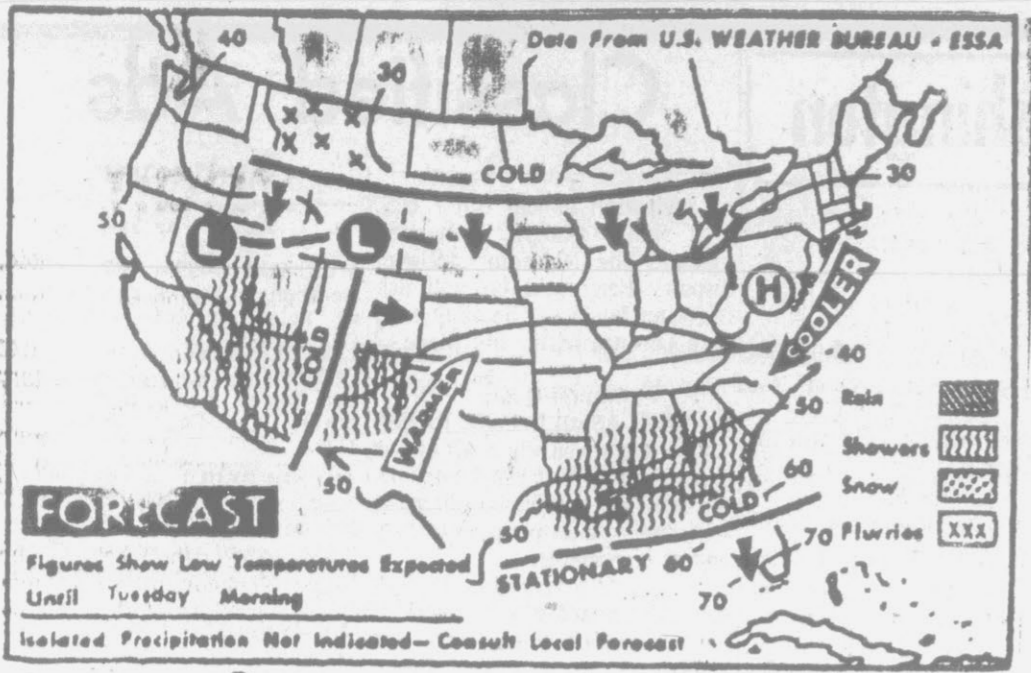 Data From U.S. WEATHER BUREAU - ESSA
40
30
COLD
30
50
L
L
H
COOLER
COLD
WARMER
40
50
60
50
50
COLD
STATIONARY 60
70
70
Rain
Showers
Snow
Flurries XXX
FORECAST
Figures Show Low Temperatures Expected
Until Tuesday Morning
Isolated Precipitation Not Indicated— Consult Local Forecast